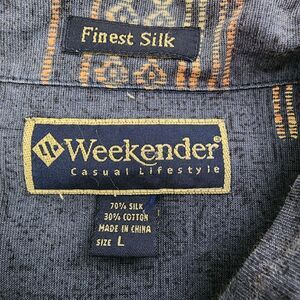 Finest Silk
Weekender®
Casual Lifestyle
70% SILK
30% COTTON
MADE IN CHINA
SIZE L